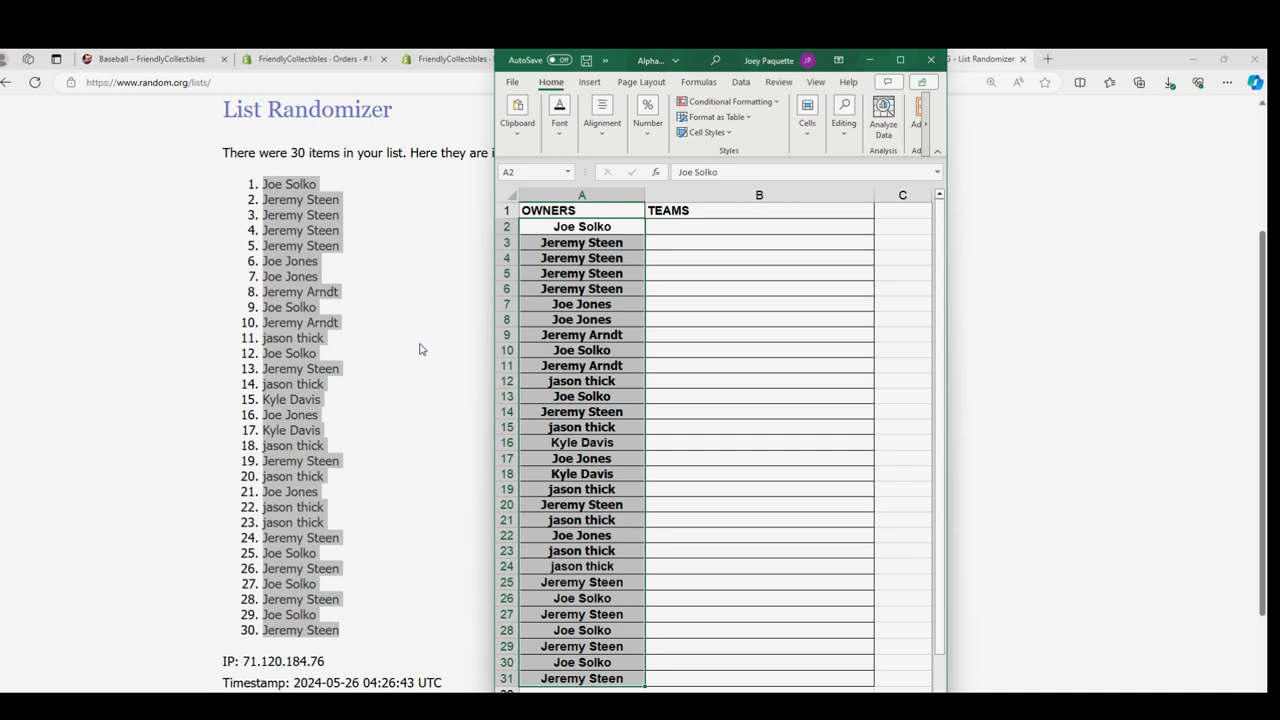 Baseball – FriendlyCollectibles
FriendlyCollectibles · Orders · #1
FriendlyCollectibles
https://www.random.org/lists/
List Randomizer
There were 30 items in your list. Here they are i
1. Joe Solko
2. Jeremy Steen
3. Jeremy Steen
4. Jeremy Steen
5. Jeremy Steen
6. Joe Jones
7. Joe Jones
8. Jeremy Arndt
9. Joe Solko
10. Jeremy Arndt
11. jason thick
12. Joe Solko
13. Jeremy Steen
14. jason thick
15. Kyle Davis
16. Joe Jones
17. Kyle Davis
18. jason thick
19. Jeremy Steen
20. jason thick
21. Joe Jones
22. jason thick
23. jason thick
24. Jeremy Steen
25. Joe Solko
26. Jeremy Steen
27. Joe Solko
28. Jeremy Steen
29. Joe Solko
30. Jeremy Steen
IP: 71.120.184.76
Timestamp: 2024-05-26 04:26:43 UTC
AutoSave Off » Alpha... Joey Paquette JP
File Home Insert Page Layout Formulas Data Review View Help
Clipboard Font Alignment Number
Conditional Formatting
Format as Table
Cell Styles
Styles
Cells Editing
Analyze Data
Analysis
Ad
A2 fx Joe Solko
A B C
1 OWNERS TEAMS
2 Joe Solko
3 Jeremy Steen
4 Jeremy Steen
5 Jeremy Steen
6 Jeremy Steen
7 Joe Jones
8 Joe Jones
9 Jeremy Arndt
10 Joe Solko
11 Jeremy Arndt
12 jason thick
13 Joe Solko
14 Jeremy Steen
15 jason thick
16 Kyle Davis
17 Joe Jones
18 Kyle Davis
19 jason thick
20 Jeremy Steen
21 jason thick
22 Joe Jones
23 jason thick
24 jason thick
25 Jeremy Steen
26 Joe Solko
27 Jeremy Steen
28 Joe Solko
29 Jeremy Steen
30 Joe Solko
31 Jeremy Steen
- List Randomizer